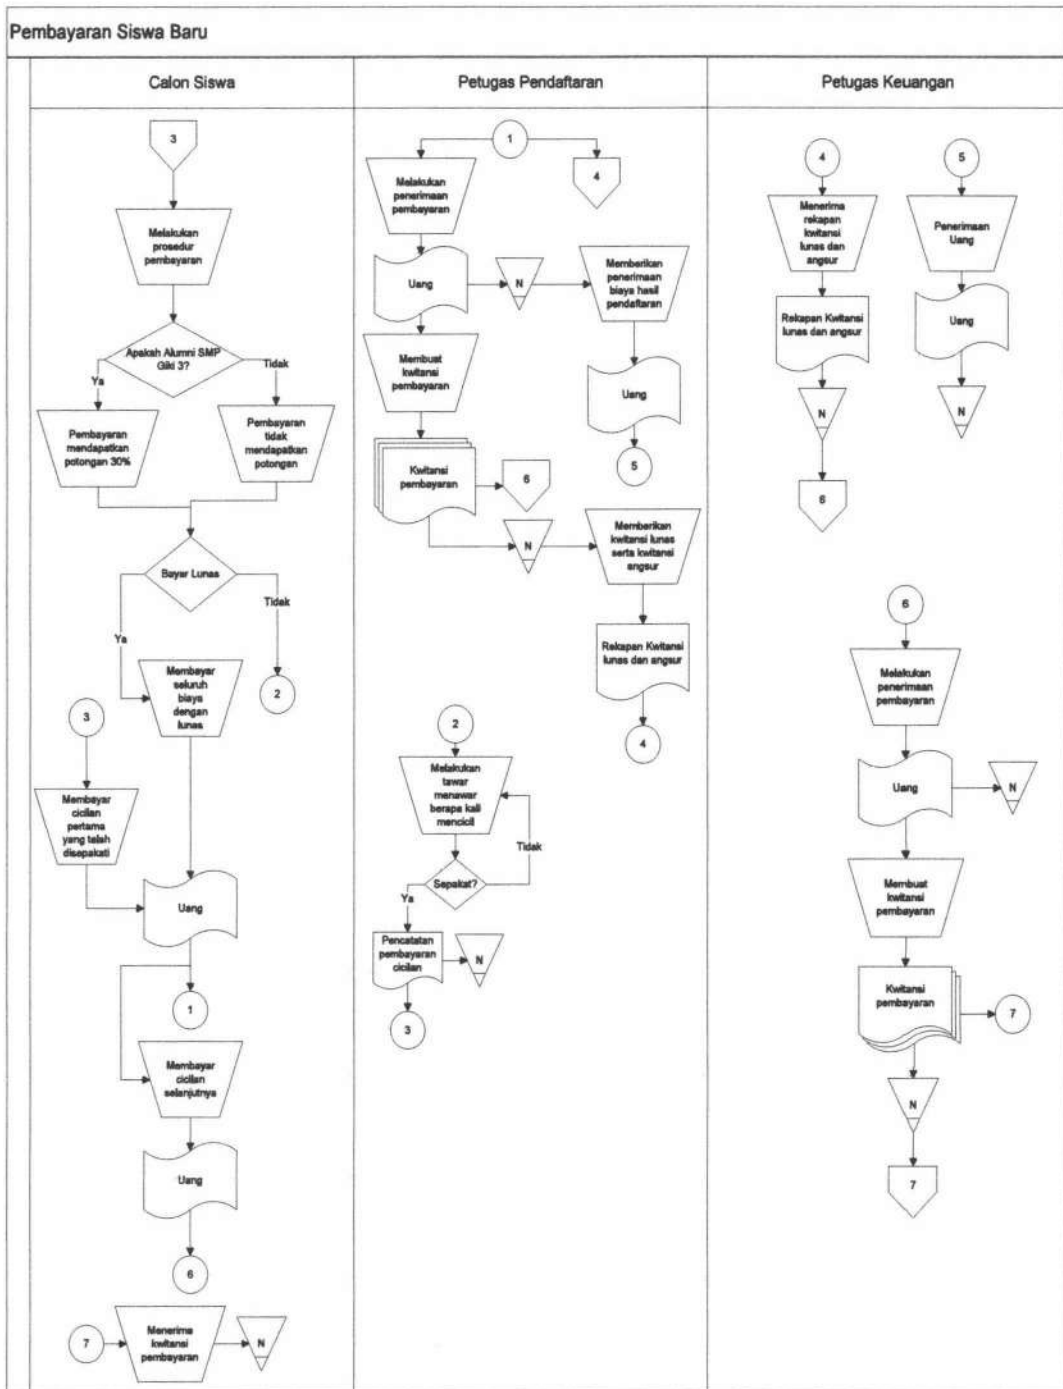 Pembayaran Siswa Baru
Calon Siswa
Petugas Pendaftaran
Petugas Keuangan
3
Melakukan
prosedur
pembayaran
Apakah Alumni SMP
Giki 3?
Ya
Tidak
Pembayaran
mendapatkan
potongan 30%
Pembayaran
tidak
mendapatkan
potongan
Bayar Lunas
Tidak
Ya
Membayar
seluruh
biaya
dengan
lunas
2
3
Membayar
cicilan
pertama
yang telah
disepakati
Uang
1
Membayar
cicilan
selanjutnya
Uang
6
7
Menerima
kwitansi
pembayaran
N
1
4
Melakukan
penerimaan
pembayaran
Uang
N
Memberikan
penerimaan
biaya hasil
pendaftaran
Membuat
kwitansi
pembayaran
Uang
5
Kwitansi
pembayaran
6
N
Memberikan
kwitansi lunas
serta kwitansi
angsur
Rekapan Kwitansi
lunas dan angsur
4
2
Melakukan
tawar
menawar
berapa kali
mencicil
Tidak
Sepakat?
Ya
Pencatatan
pembayaran
cicilan
N
3
4
Menerima
rekapan
kwitansi
lunas dan
angsur
Rekapan Kwitansi
lunas dan angsur
N
6
5
Penerimaan
Uang
Uang
N
6
Melakukan
penerimaan
pembayaran
Uang
N
Membuat
kwitansi
pembayaran
Kwitansi
pembayaran
7
N
7